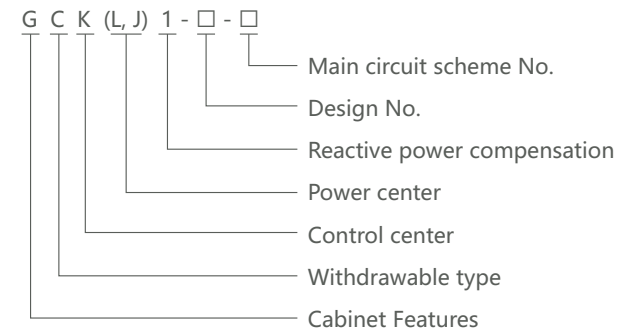 G C K (L, J) 1 - □ - □
Main circuit scheme No.
Design No.
Reactive power compensation
Power center
Control center
Withdrawable type
Cabinet Features